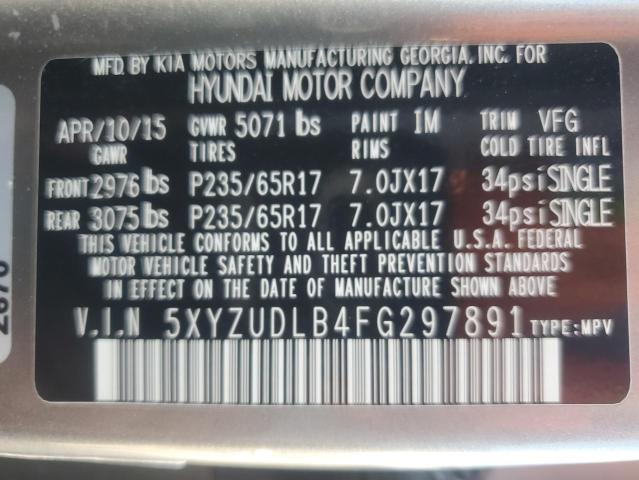 MFD. BY KIA MOTORS MANUFACTURING GEORGIA, INC. FOR
HYUNDAI MOTOR COMPANY
APR/10/15 GVWR 5071 lbs PAINT IM TRIM VFG
GAWR TIRES RIMS COLD TIRE INFL
FRONT 2976 lbs P235/65R17 7.0JX17 34psi SINGLE
REAR 3075 lbs P235/65R17 7.0JX17 34psi SINGLE
THIS VEHICLE CONFORMS TO ALL APPLICABLE U.S.A. FEDERAL
MOTOR VEHICLE SAFETY AND THEFT PREVENTION STANDARDS
IN EFFECT ON THE DATE OF MANUFACTURE SHOWN ABOVE.
V.I.N 5XYZUDLB4FG297891 TYPE:MPV